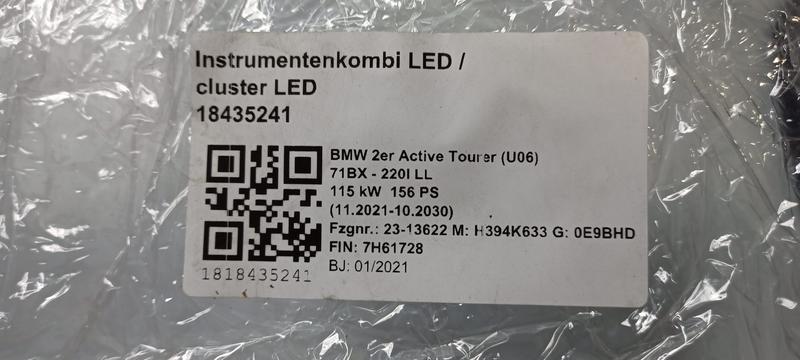 Instrumentenkombi LED /
cluster LED
18435241
BMW 2er Active Tourer (U06)
71BX - 220I LL
115 kW 156 PS
(11.2021-10.2030)
Fzgnr.: 23-13622 M: H394K633 G: 0E9BHD
FIN: 7H61728
BJ: 01/2021
1818435241